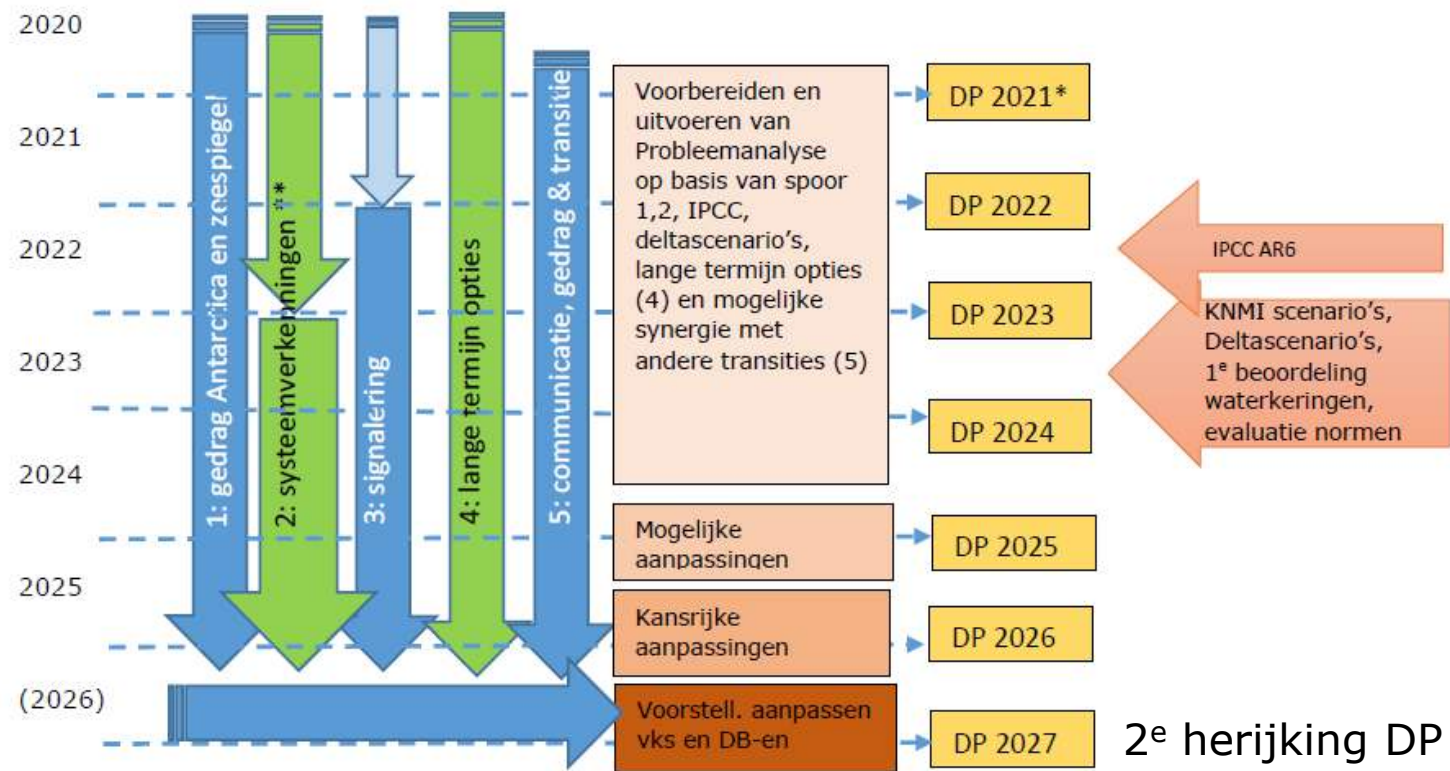 2020
2021
2022
2023
2024
2025
(2026)
1: gedrag Antarctica en zeespiegel
2: systeemverkenningen **
3: signalering
4: lange termijn opties
5: communicatie, gedrag & transitie
Voorbereiden en
uitvoeren van
Probleemanalyse
op basis van spoor
1,2, IPCC,
deltascenario’s,
lange termijn opties
(4) en mogelijke
synergie met
andere transities (5)
Mogelijke
aanpassingen
Kansrijke
aanpassingen
Voorstell. aanpassen
vks en DB-en
DP 2021*
DP 2022
DP 2023
DP 2024
DP 2025
DP 2026
DP 2027
IPCC AR6
KNMI scenario’s,
Deltascenario’s,
1e beoordeling
waterkeringen,
evaluatie normen
2e herijking DP